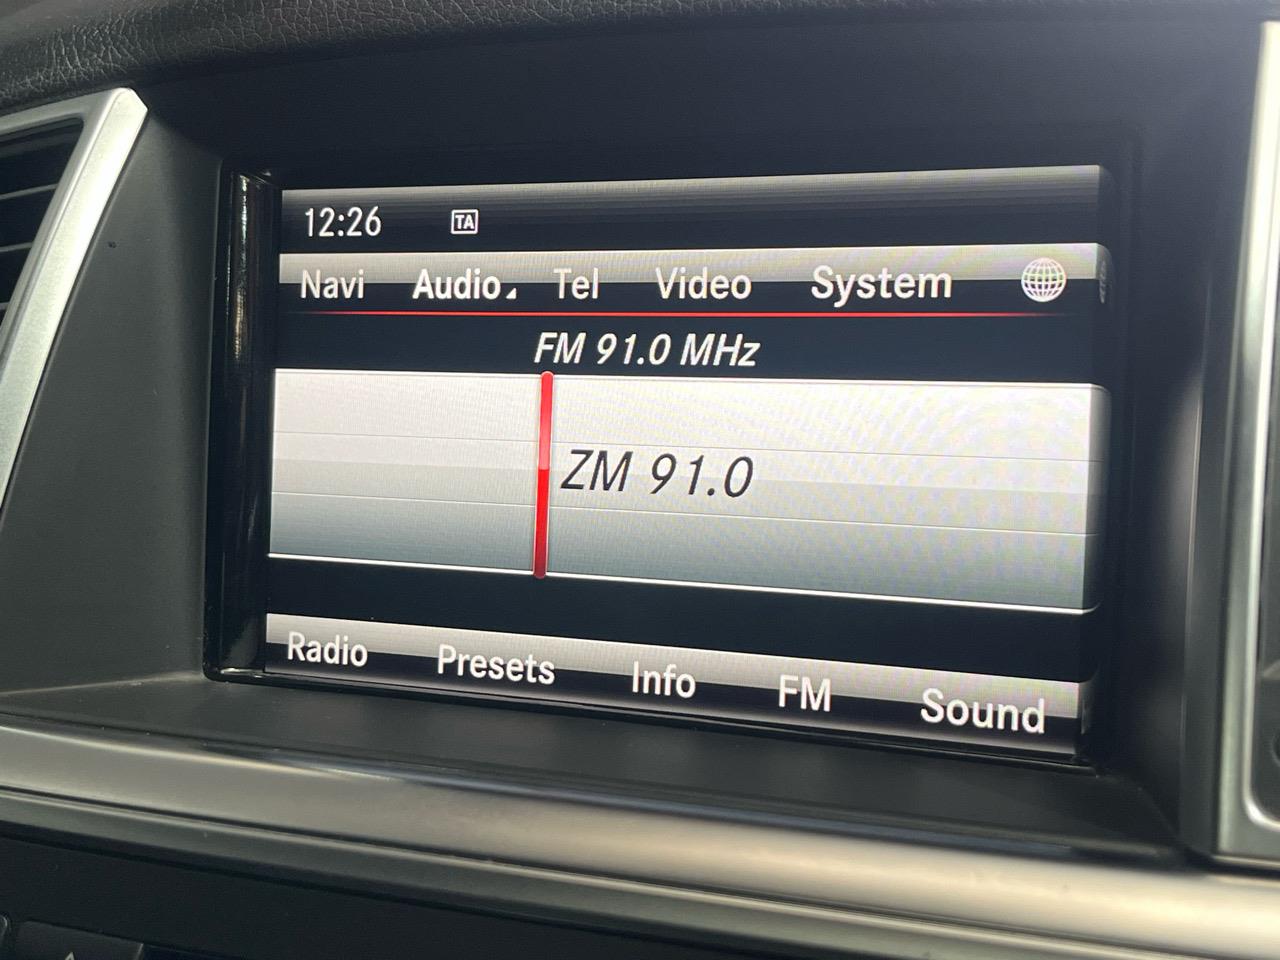 12:26 TA
Navi Audio Tel Video System
FM 91.0 MHz
ZM 91.0
Radio Presets Info FM Sound